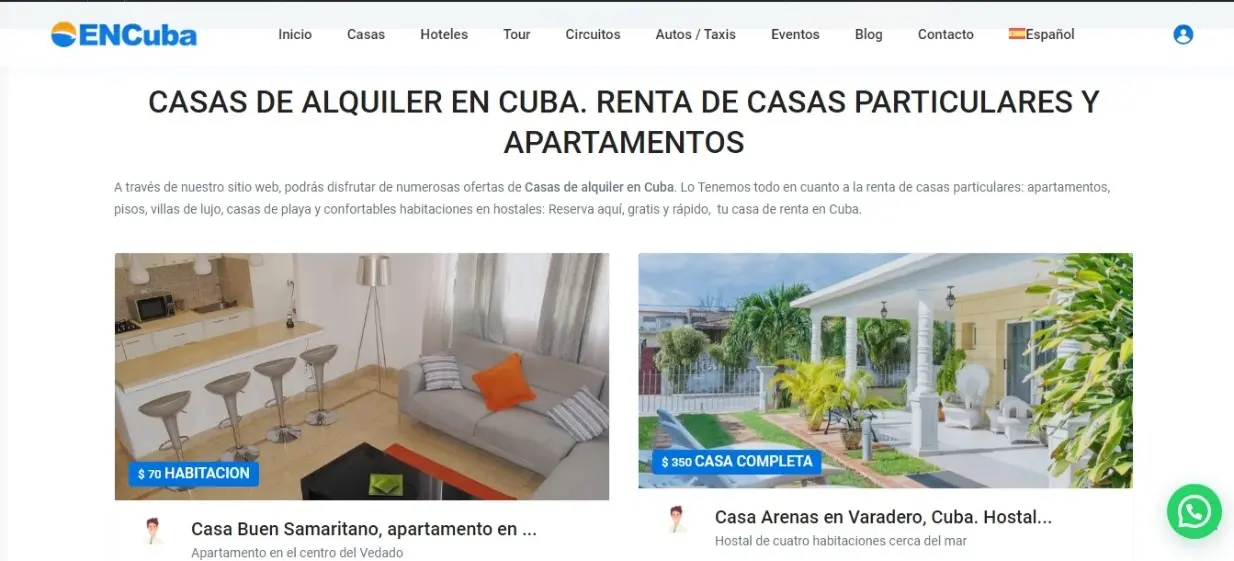 ENCuba
Inicio Casas Hoteles Tour Circuitos Autos / Taxis Eventos Blog Contacto Español
CASAS DE ALQUILER EN CUBA. RENTA DE CASAS PARTICULARES Y
APARTAMENTOS
A través de nuestro sitio web, podrás disfrutar de numerosas ofertas de Casas de alquiler en Cuba. Lo Tenemos todo en cuanto a la renta de casas particulares: apartamentos,
pisos, villas de lujo, casas de playa y confortables habitaciones en hostales: Reserva aquí, gratis y rápido, tu casa de renta en Cuba.
$ 70 HABITACION
Casa Buen Samaritano, apartamento en ...
Apartamento en el centro del Vedado
$ 350 CASA COMPLETA
Casa Arenas en Varadero, Cuba. Hostal...
Hostal de cuatro habitaciones cerca del mar